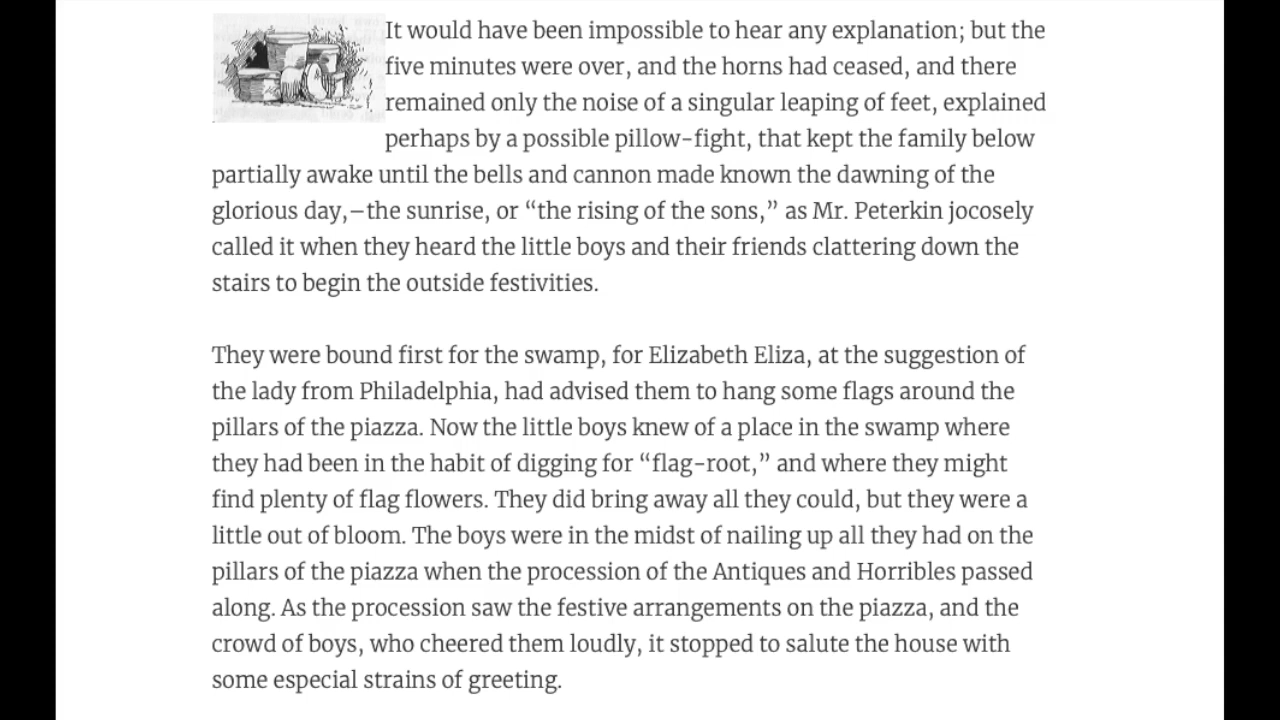 It would have been impossible to hear any explanation; but the
five minutes were over, and the horns had ceased, and there
remained only the noise of a singular leaping of feet, explained
perhaps by a possible pillow-fight, that kept the family below
partially awake until the bells and cannon made known the dawning of the
glorious day,—the sunrise, or “the rising of the sons,” as Mr. Peterkin jocosely
called it when they heard the little boys and their friends clattering down the
stairs to begin the outside festivities.
They were bound first for the swamp, for Elizabeth Eliza, at the suggestion of
the lady from Philadelphia, had advised them to hang some flags around the
pillars of the piazza. Now the little boys knew of a place in the swamp where
they had been in the habit of digging for “flag-root,” and where they might
find plenty of flag flowers. They did bring away all they could, but they were a
little out of bloom. The boys were in the midst of nailing up all they had on the
pillars of the piazza when the procession of the Antiques and Horribles passed
along. As the procession saw the festive arrangements on the piazza, and the
crowd of boys, who cheered them loudly, it stopped to salute the house with
some especial strains of greeting.